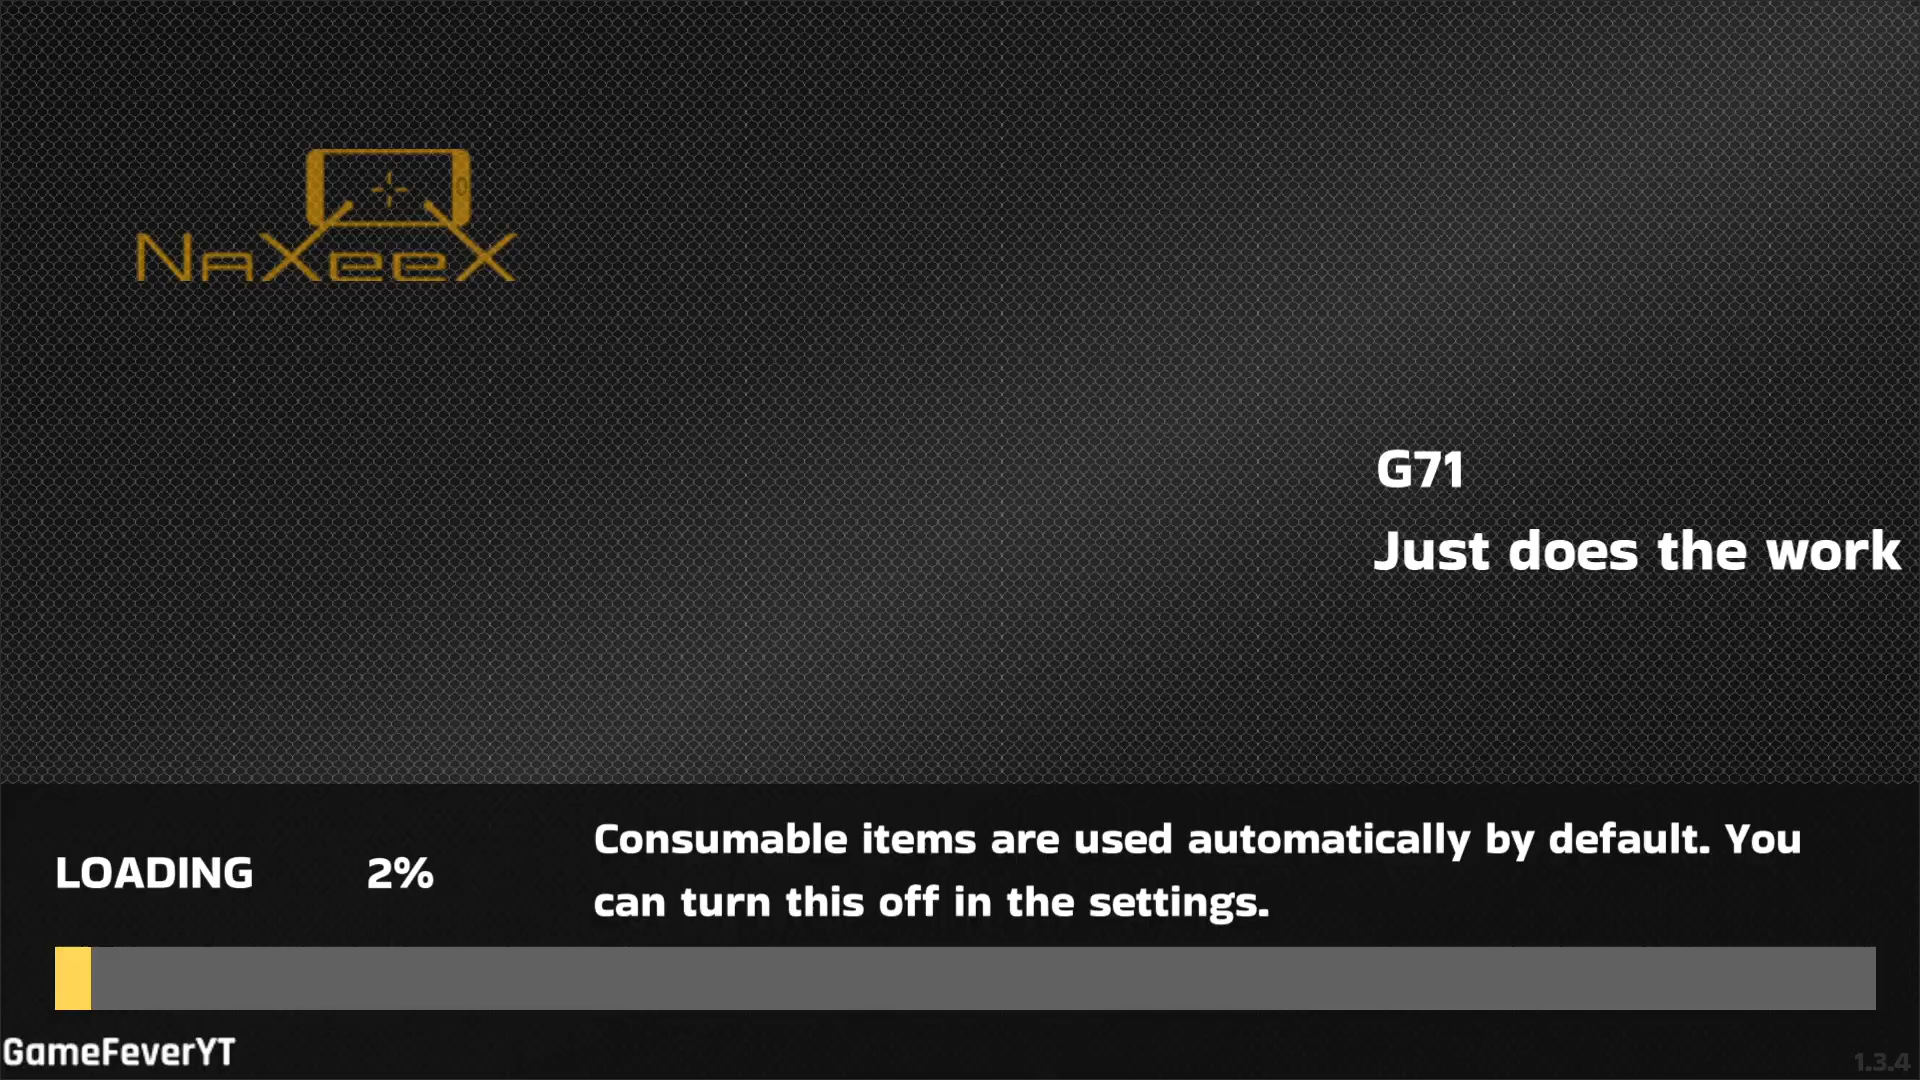 NaXeeX
G71
Just does the work
Consumable items are used automatically by default. You
can turn this off in the settings.
LOADING 2%
GameFeverYT
1.3.4